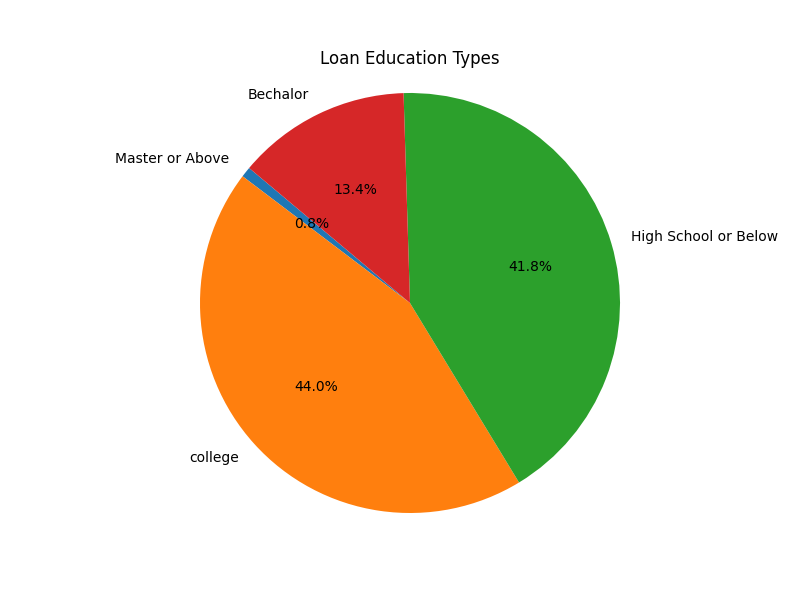 Loan Education Types
Bechalor
Master or Above
13.4%
0.8%
High School or Below
41.8%
44.0%
college